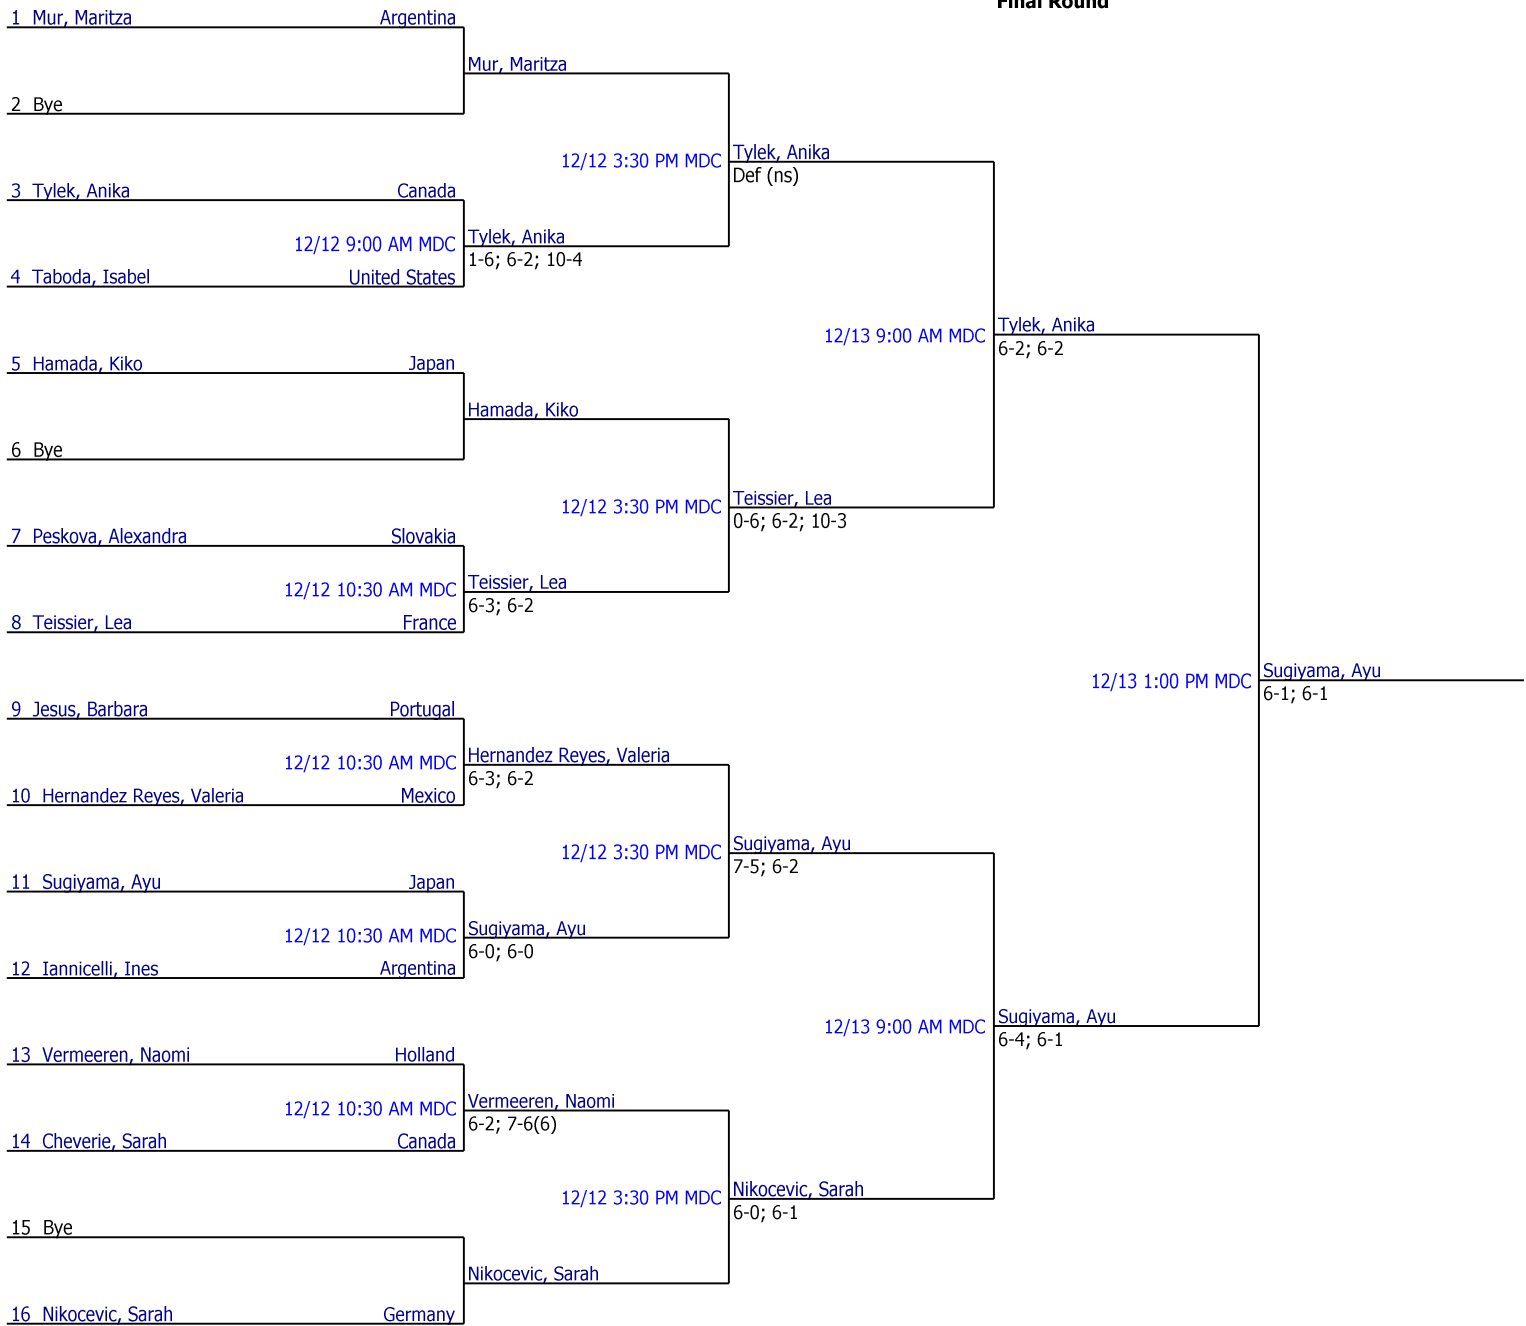 Final Round
1 Mur, Maritza Argentina
Mur, Maritza
2 Bye
12/12 3:30 PM MDC Tylek, Anika
Def (ns)
3 Tylek, Anika Canada
12/12 9:00 AM MDC Tylek, Anika
1-6; 6-2; 10-4
4 Taboda, Isabel United States
12/13 9:00 AM MDC Tylek, Anika
6-2; 6-2
5 Hamada, Kiko Japan
Hamada, Kiko
6 Bye
12/12 3:30 PM MDC Teissier, Lea
0-6; 6-2; 10-3
7 Peskova, Alexandra Slovakia
12/12 10:30 AM MDC Teissier, Lea
6-3; 6-2
8 Teissier, Lea France
12/13 1:00 PM MDC Sugiyama, Ayu
6-1; 6-1
9 Jesus, Barbara Portugal
12/12 10:30 AM MDC Hernandez Reyes, Valeria
6-3; 6-2
10 Hernandez Reyes, Valeria Mexico
12/12 3:30 PM MDC Sugiyama, Ayu
7-5; 6-2
11 Sugiyama, Ayu Japan
12/12 10:30 AM MDC Sugiyama, Ayu
6-0; 6-0
12 Iannicelli, Ines Argentina
12/13 9:00 AM MDC Sugiyama, Ayu
6-4; 6-1
13 Vermeeren, Naomi Holland
12/12 10:30 AM MDC Vermeeren, Naomi
6-2; 7-6(6)
14 Cheverie, Sarah Canada
12/12 3:30 PM MDC Nikocevic, Sarah
6-0; 6-1
15 Bye
Nikocevic, Sarah
16 Nikocevic, Sarah Germany